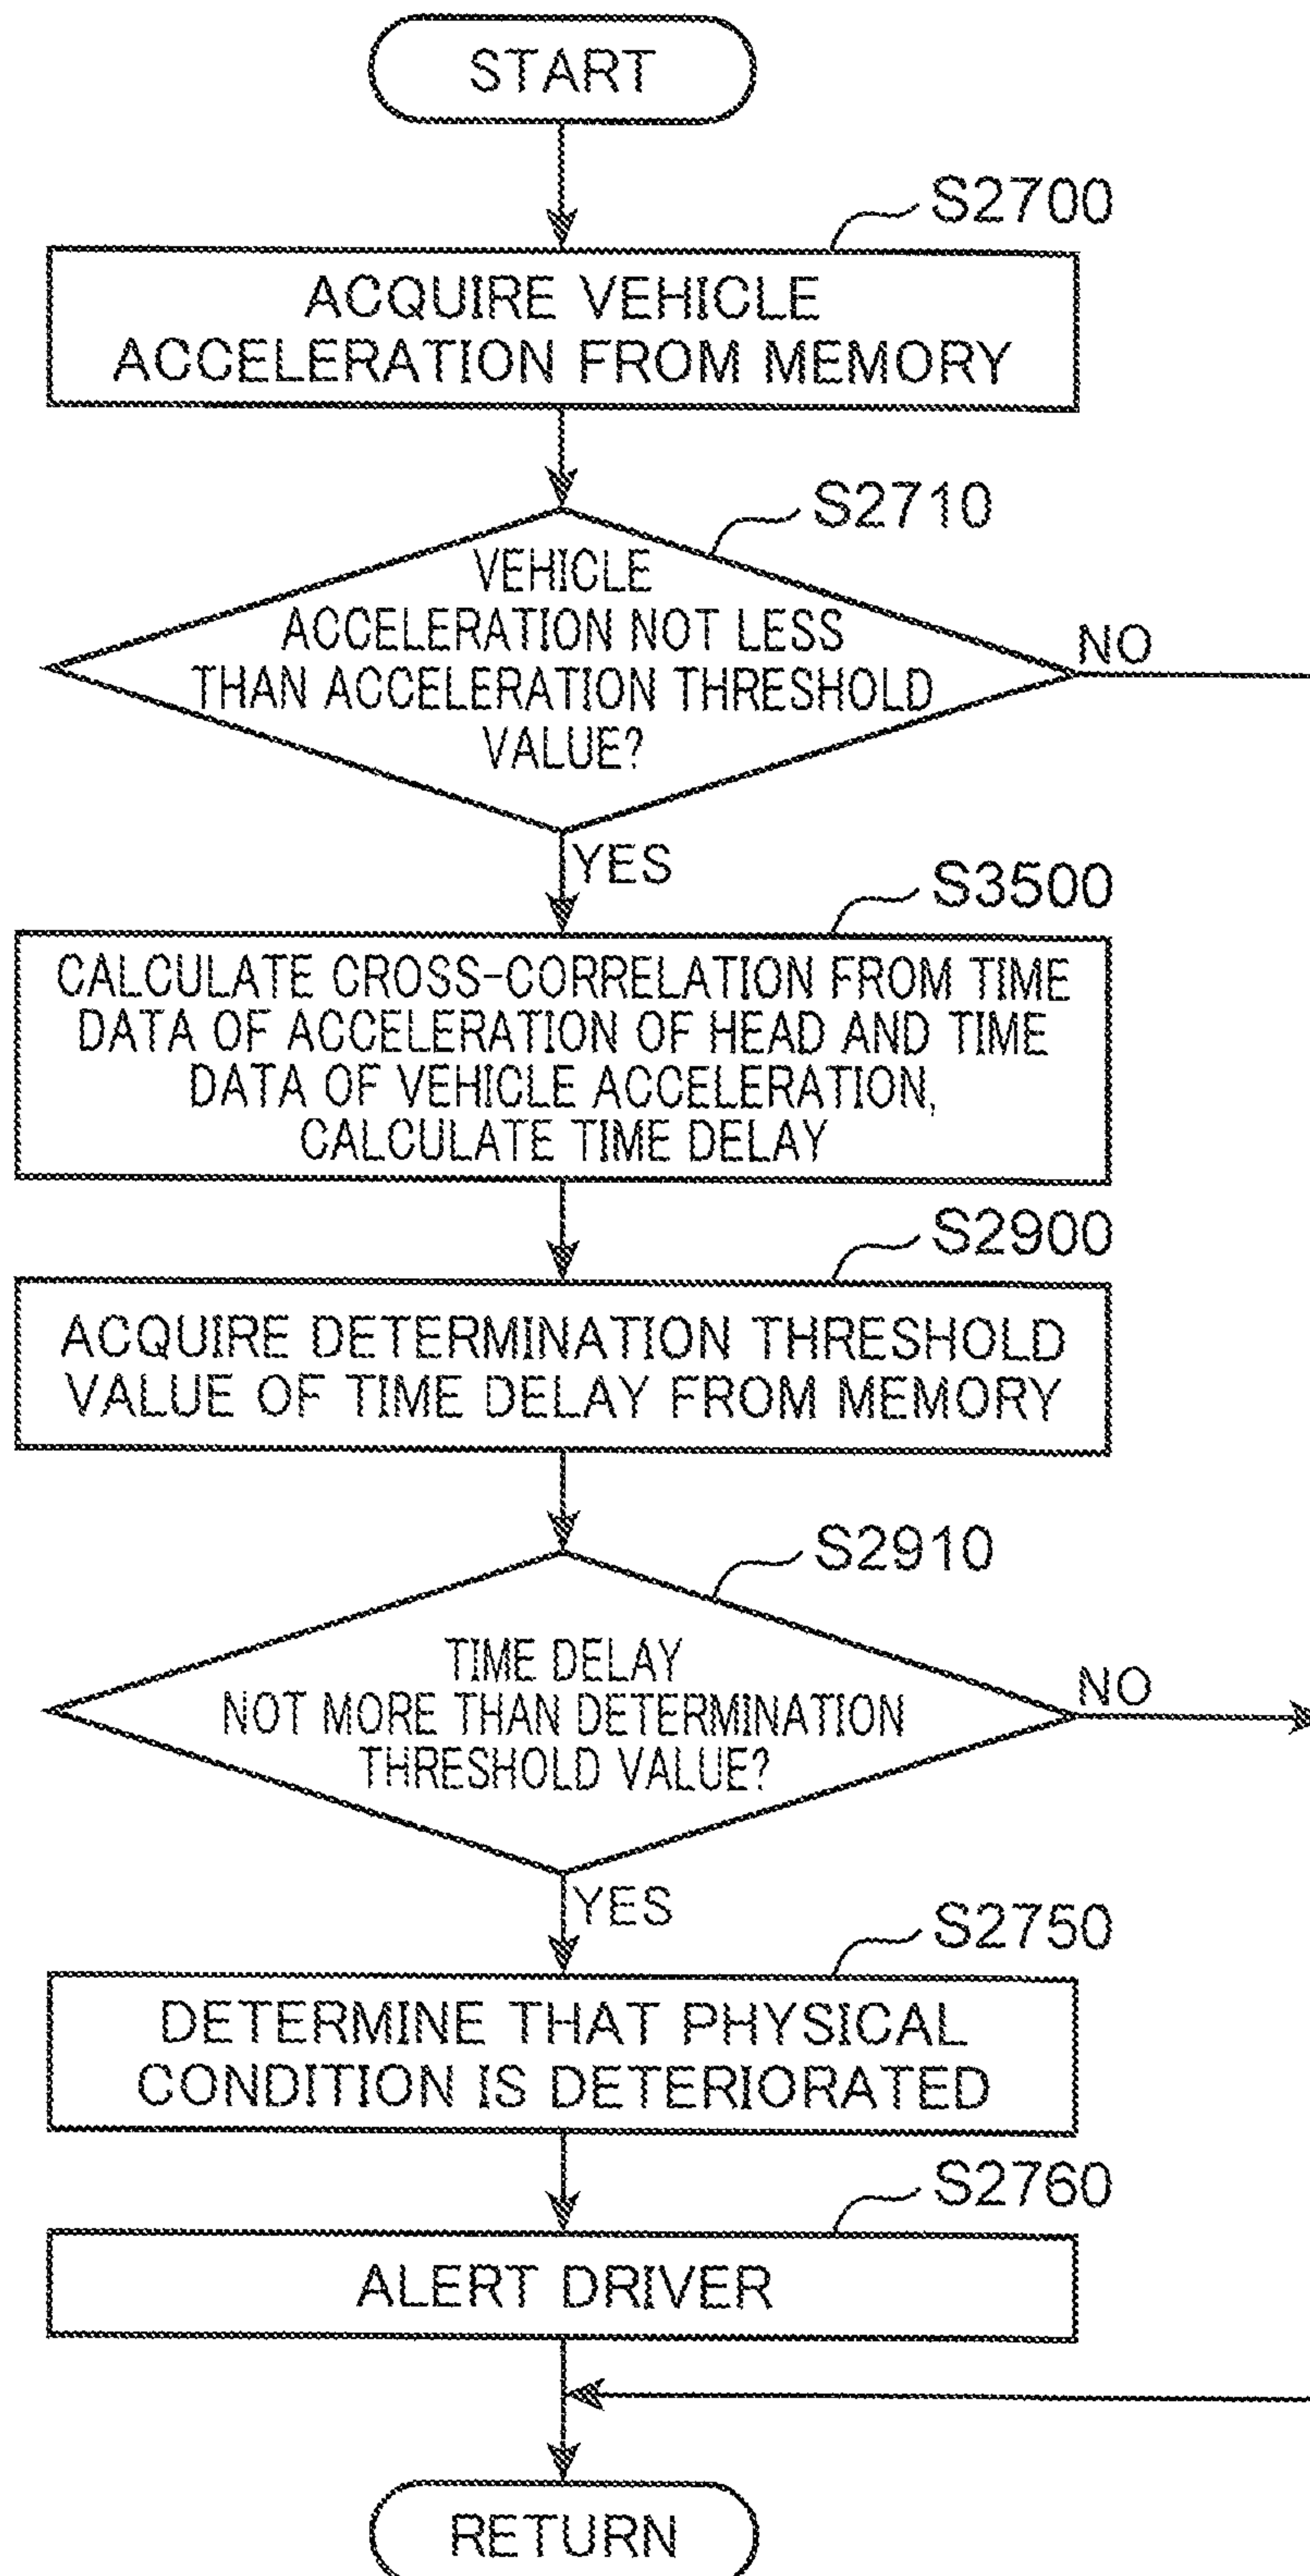 START
S2700
ACQUIRE VEHICLE
ACCELERATION FROM MEMORY
S2710
VEHICLE
ACCELERATION NOT LESS
THAN ACCELERATION THRESHOLD
VALUE?
NO
YES
S3500
CALCULATE CROSS-CORRELATION FROM TIME
DATA OF ACCELERATION OF HEAD AND TIME
DATA OF VEHICLE ACCELERATION,
CALCULATE TIME DELAY
S2900
ACQUIRE DETERMINATION THRESHOLD
VALUE OF TIME DELAY FROM MEMORY
S2910
TIME DELAY
NOT MORE THAN DETERMINATION
THRESHOLD VALUE?
NO
YES
S2750
DETERMINE THAT PHYSICAL
CONDITION IS DETERIORATED
S2760
ALERT DRIVER
RETURN